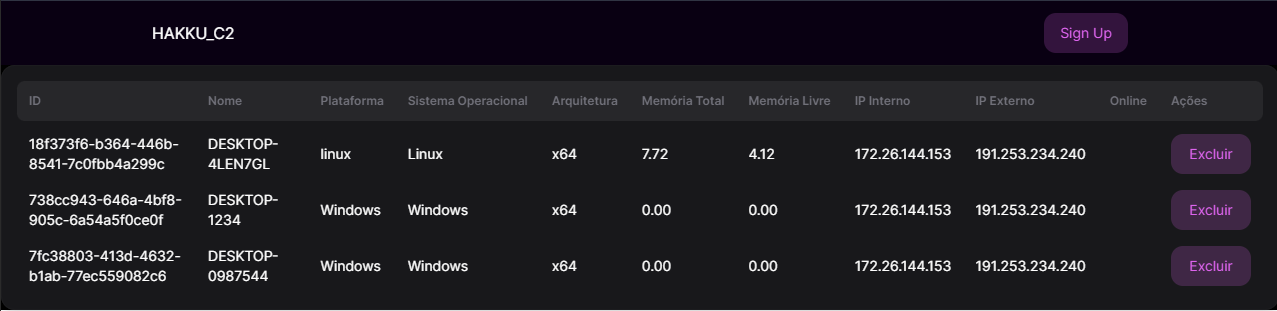 HAKKU_C2 Sign Up
ID Nome Plataforma Sistema Operacional Arquitetura Memória Total Memória Livre IP Interno IP Externo Online Ações
18f373f6-b364-446b- DESKTOP-
8541-7c0fbb4a299c 4LEN7GL linux Linux x64 7.72 4.12 172.26.144.153 191.253.234.240 Excluir
738cc943-646a-4bf8- DESKTOP-
905c-6a54a5f0ce0f 1234 Windows Windows x64 0.00 0.00 172.26.144.153 191.253.234.240 Excluir
7fc38803-413d-4632- DESKTOP-
b1ab-77ec559082c6 0987544 Windows Windows x64 0.00 0.00 172.26.144.153 191.253.234.240 Excluir